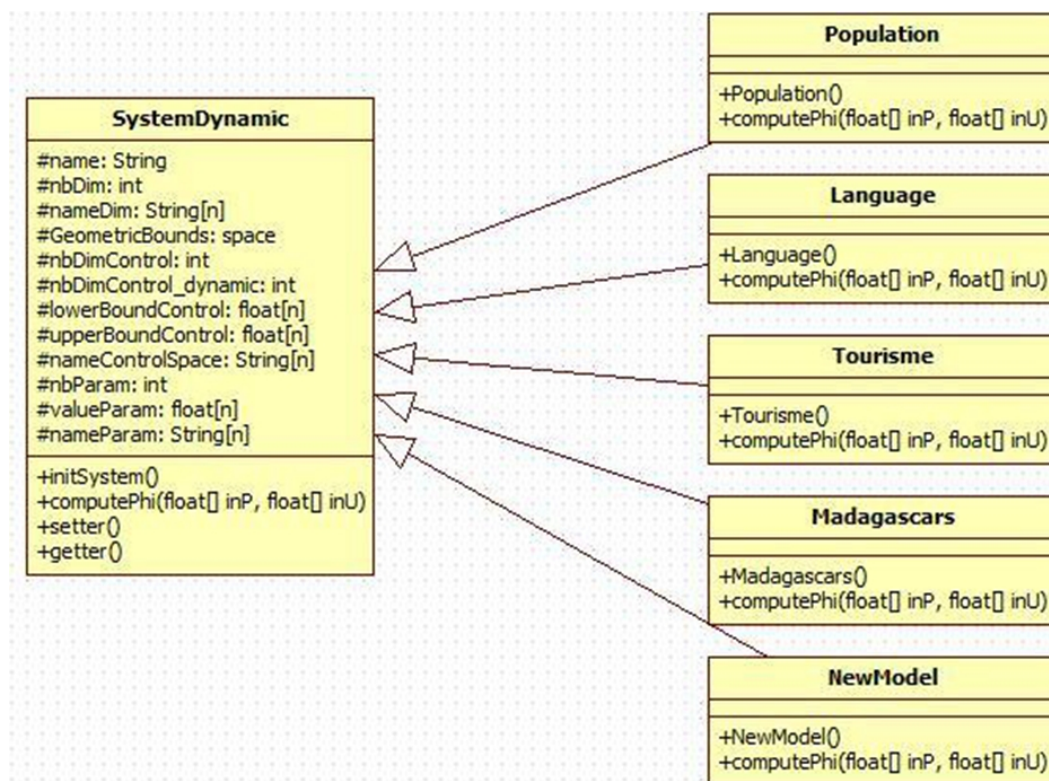 SystemDynamic
#name: String
#nbDim: int
#nameDim: String[n]
#GeometricBounds: space
#nbDimControl: int
#nbDimControl_dynamic: int
#lowerBoundControl: float[n]
#upperBoundControl: float[n]
#nameControlSpace: String[n]
#nbParam: int
#valueParam: float[n]
#nameParam: String[n]
+initSystem()
+computePhi(float[] inP, float[] inU)
+setter()
+getter()
Population
+Population()
+computePhi(float[] inP, float[] inU)
Language
+Language()
+computePhi(float[] inP, float[] inU)
Tourisme
+Tourisme()
+computePhi(float[] inP, float[] inU)
Madagascars
+Madagascars()
+computePhi(float[] inP, float[] inU)
NewModel
+NewModel()
+computePhi(float[] inP, float[] inU)